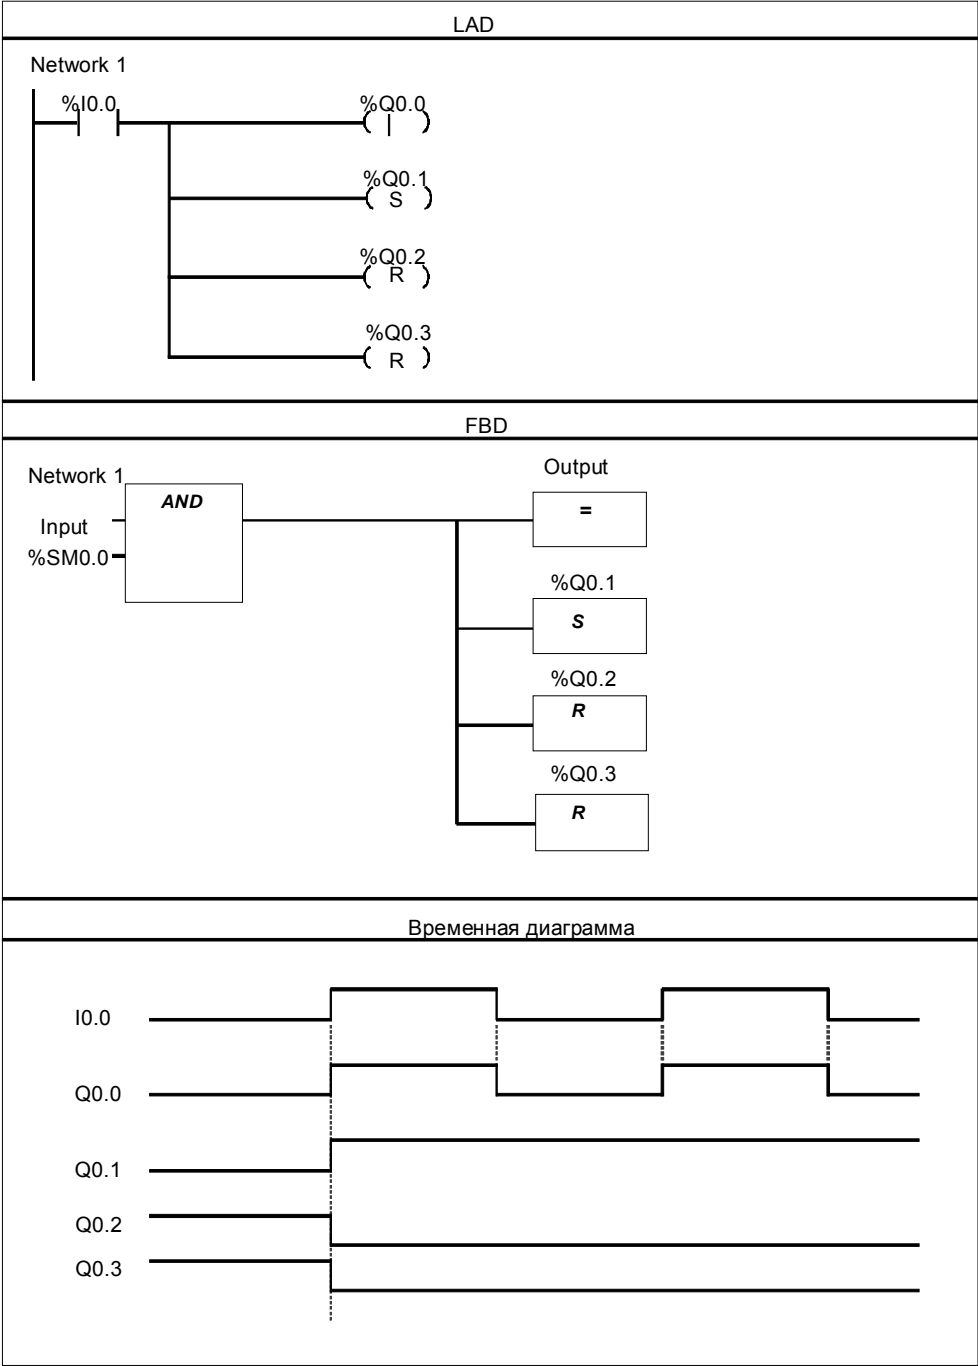 LAD
Network 1
%I0.0
%Q0.0
( | )
%Q0.1
( S )
%Q0.2
( R )
%Q0.3
( R )
FBD
Network 1
Output
AND
=
Input
%SM0.0
%Q0.1
S
%Q0.2
R
%Q0.3
R
Временная диаграмма
I0.0
Q0.0
Q0.1
Q0.2
Q0.3